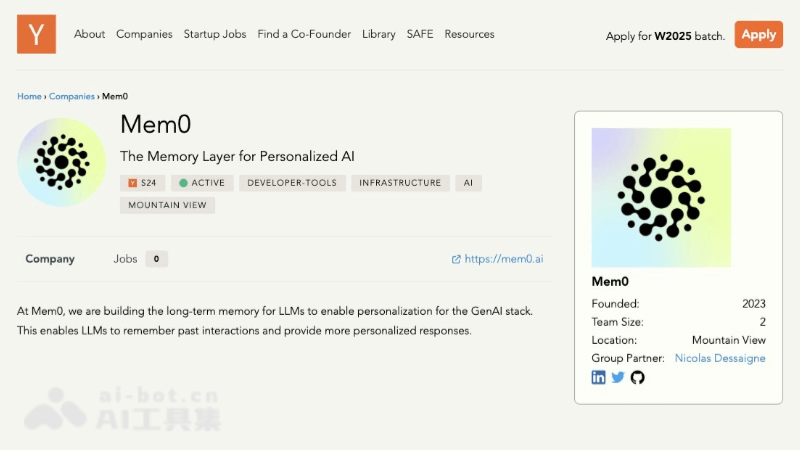 Y
About Companies Startup Jobs Find a Co-Founder Library SAFE Resources
Apply for W2025 batch. Apply
Home › Companies › Mem0
Mem0
The Memory Layer for Personalized AI
Y S24 ACTIVE DEVELOPER-TOOLS INFRASTRUCTURE AI
MOUNTAIN VIEW
Company Jobs 0 https://mem0.ai
At Mem0, we are building the long-term memory for LLMs to enable personalization for the GenAI stack.
This enables LLMs to remember past interactions and provide more personalized responses.
Mem0
Founded: 2023
Team Size: 2
Location: Mountain View
Group Partner: Nicolas Dessaigne
in
ai-bot.cn
AI工具集